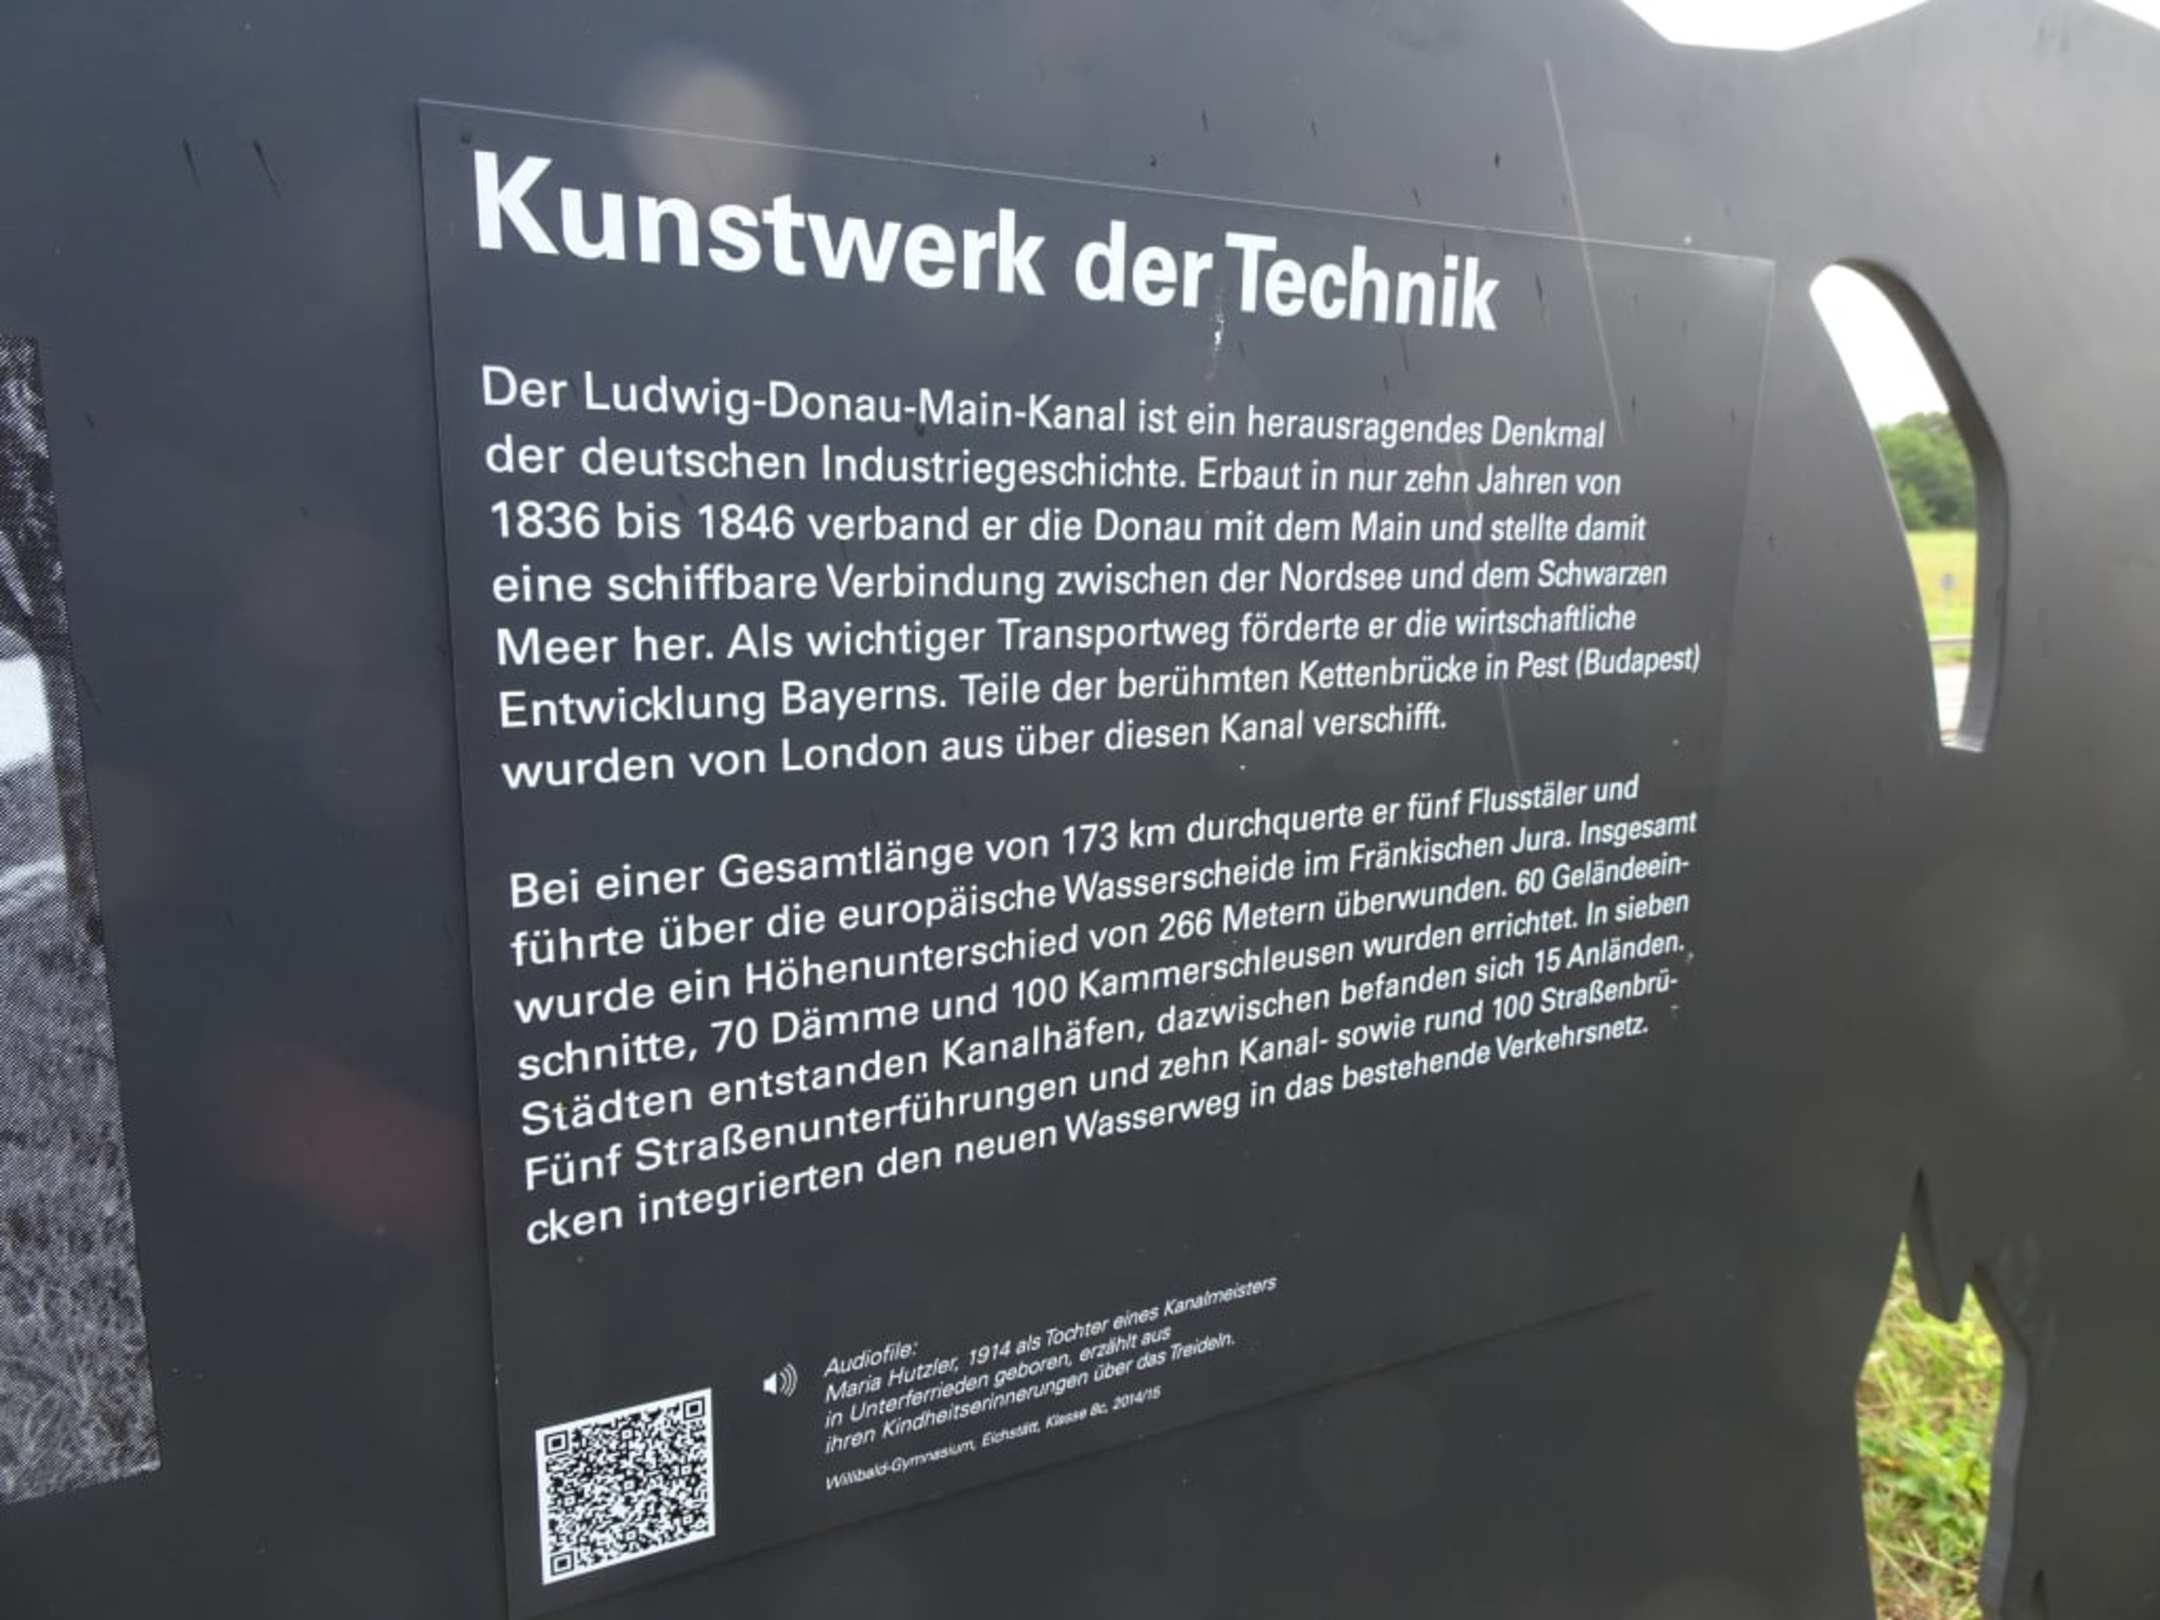 Kunstwerk der Technik
Der Ludwig-Donau-Main-Kanal ist ein herausragendes Denkmal
der deutschen Industriegeschichte. Erbaut in nur zehn Jahren von
1836 bis 1846 verband er die Donau mit dem Main und stellte damit
eine schiffbare Verbindung zwischen der Nordsee und dem Schwarzen
Meer her. Als wichtiger Transportweg förderte er die wirtschaftliche
Entwicklung Bayerns. Teile der berühmten Kettenbrücke in Pest (Budapest)
wurden von London aus über diesen Kanal verschifft.
Bei einer Gesamtlänge von 173 km durchquerte er fünf Flusstäler und
führte über die europäische Wasserscheide im Fränkischen Jura. Insgesamt
wurde ein Höhenunterschied von 266 Metern überwunden. 60 Geländeein-
schnitte, 70 Dämme und 100 Kammerschleusen wurden errichtet. In sieben
Städten entstanden Kanalhäfen, dazwischen befanden sich 15 Anländen.
Fünf Straßenunterführungen und zehn Kanal- sowie rund 100 Straßenbrü-
cken integrierten den neuen Wasserweg in das bestehende Verkehrsnetz.
Audiofile:
Maria Hutzler, 1914 als Tochter eines Kanalmeisters
in Unterferrieden geboren, erzählt aus
ihren Kindheitserinnerungen über das Treideln.
Willibald-Gymnasium, Eichstätt, Klasse 8c, 2014/15